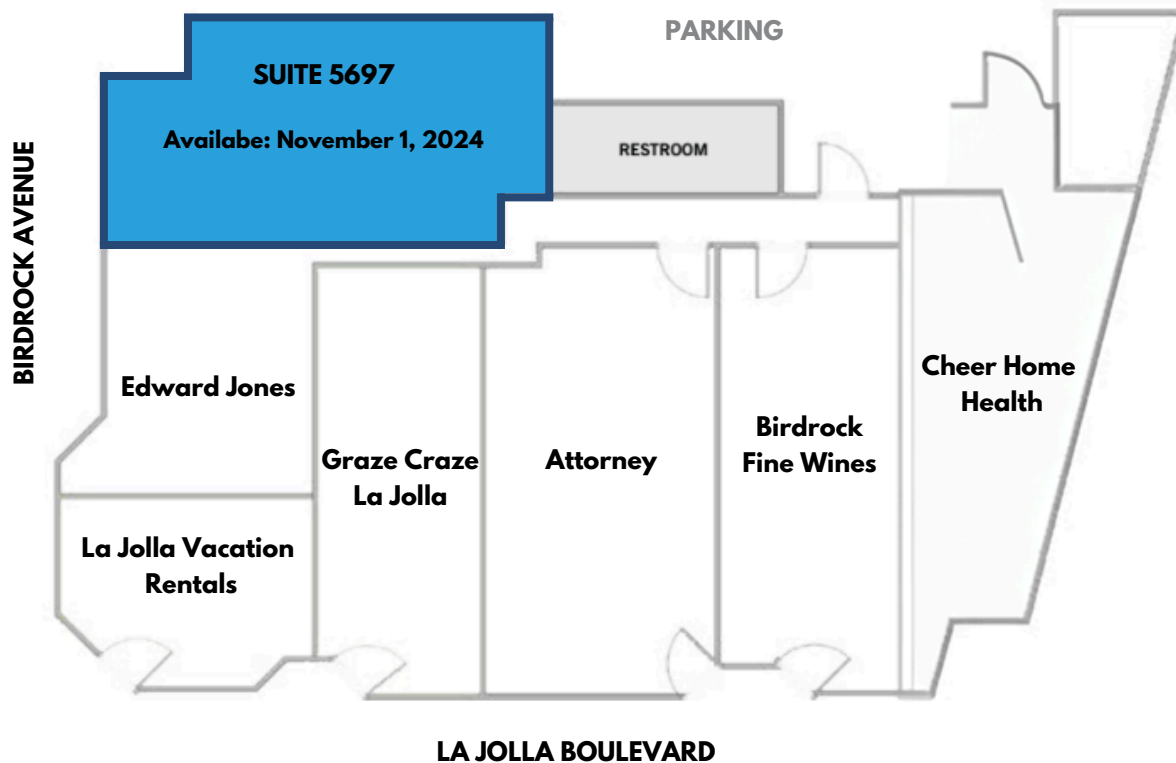 PARKING
SUITE 5697
Availabe: November 1, 2024
RESTROOM
BIRDROCK AVENUE
Edward Jones
Cheer Home
Health
Graze Craze
La Jolla
Attorney
Birdrock
Fine Wines
La Jolla Vacation
Rentals
LA JOLLA BOULEVARD